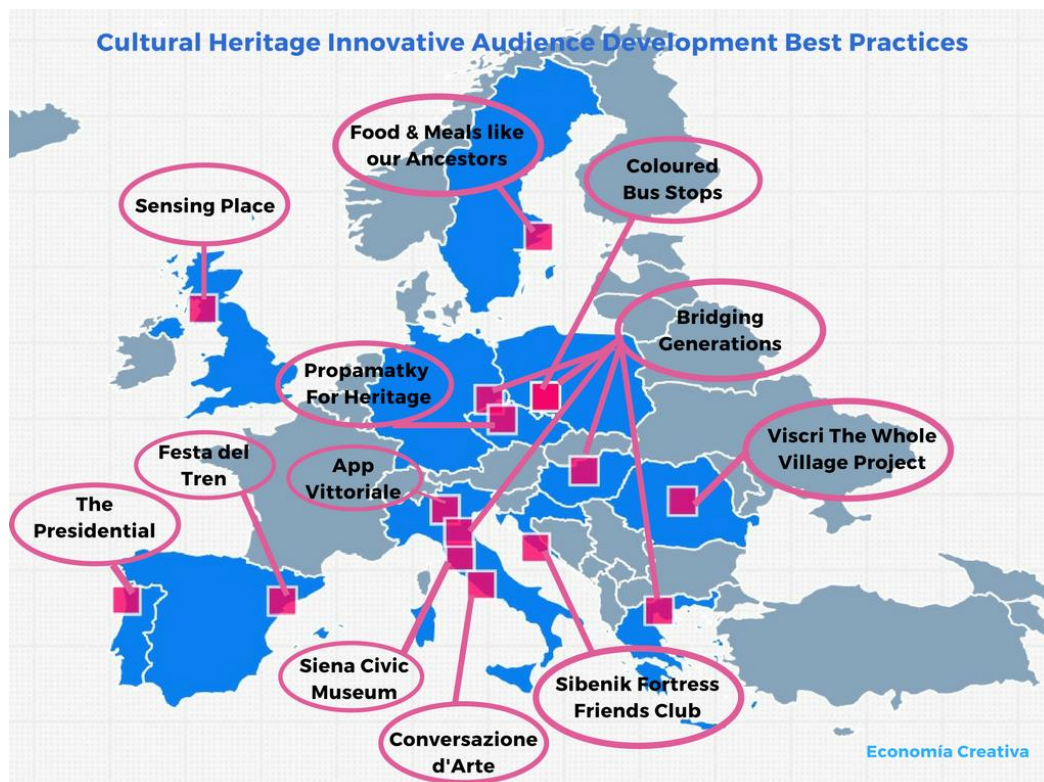 Cultural Heritage Innovative Audience Development Best Practices
Food & Meals like
our Ancestors
Coloured
Bus Stops
Sensing Place
Bridging
Generations
Propamatky
For Heritage
Viscri The Whole
Village Project
Festa del
Tren
App
Vittoriale
The
Presidential
Siena Civic
Museum
Sibenik Fortress
Friends Club
Conversazione
d'Arte
Economía Creativa